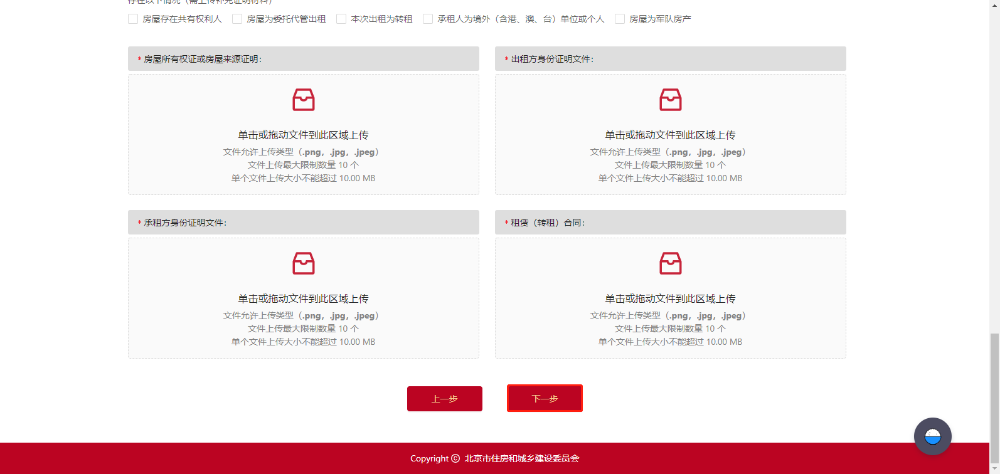 存在以下情况（需上传补充证明材料）
房屋存在共有权利人 房屋为委托代管出租 本次出租为转租 承租人为境外（含港、澳、台）单位或个人 房屋为军队房产
* 房屋所有权证或房屋来源证明：
单击或拖动文件到此区域上传
文件允许上传类型（.png，.jpg，.jpeg）
文件上传最大限制数量 10 个
单个文件上传大小不能超过 10.00 MB
* 出租方身份证明文件：
单击或拖动文件到此区域上传
文件允许上传类型（.png，.jpg，.jpeg）
文件上传最大限制数量 10 个
单个文件上传大小不能超过 10.00 MB
* 承租方身份证明文件：
单击或拖动文件到此区域上传
文件允许上传类型（.png，.jpg，.jpeg）
文件上传最大限制数量 10 个
单个文件上传大小不能超过 10.00 MB
* 租赁（转租）合同：
单击或拖动文件到此区域上传
文件允许上传类型（.png，.jpg，.jpeg）
文件上传最大限制数量 10 个
单个文件上传大小不能超过 10.00 MB
上一步 下一步
Copyright © 北京市住房和城乡建设委员会